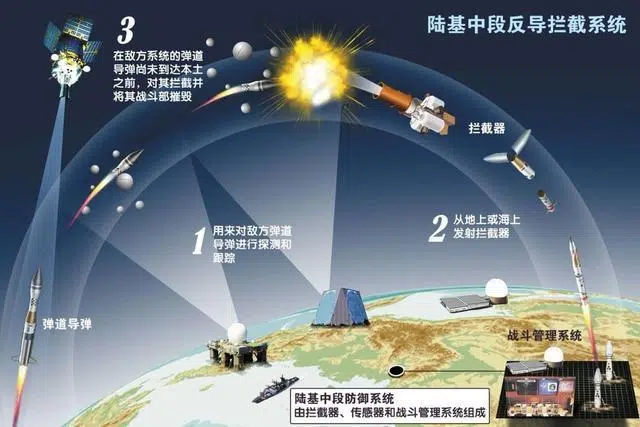 陆基中段反导拦截系统
3
在敌方系统的弹道
导弹尚未到达本土
之前，对其拦截并
将其战斗部摧毁
拦截器
1
用来对敌方弹道
导弹进行探测和
跟踪
2
从地上或海上
发射拦截器
弹道导弹
战斗管理系统
陆基中段防御系统
由拦截器、传感器和战斗管理系统组成